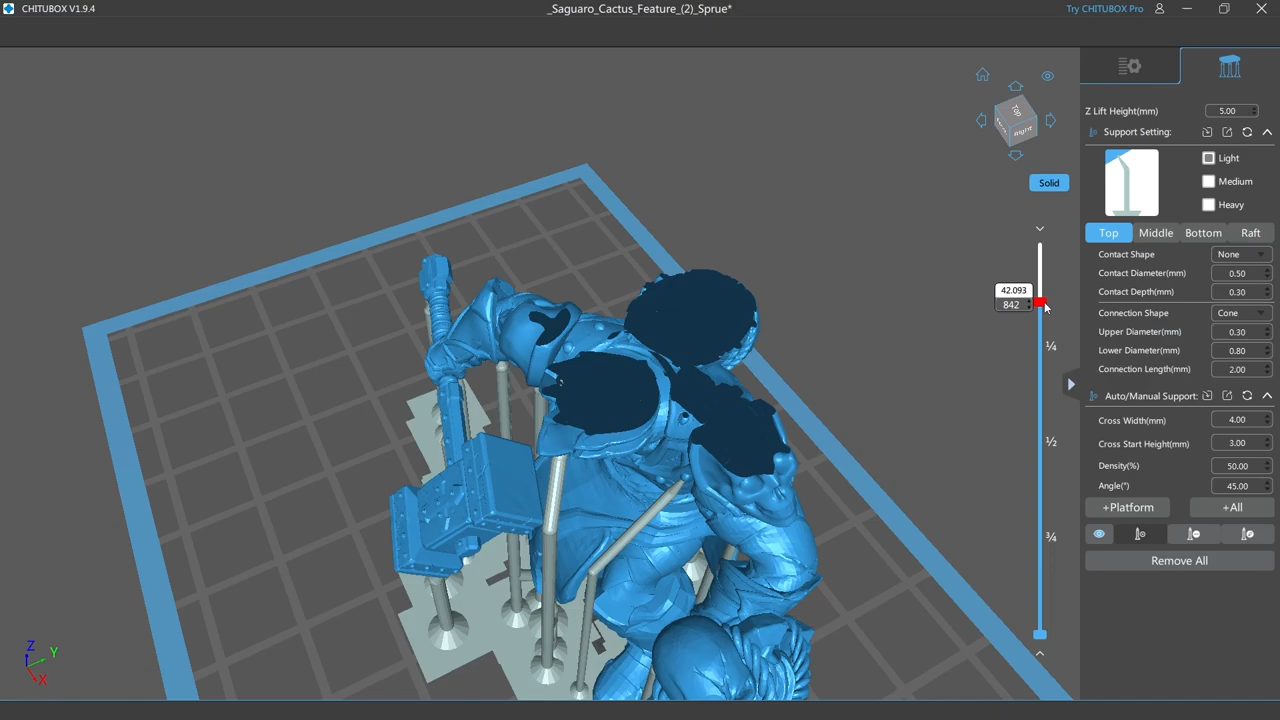 CHITUBOX V1.9.4
_Saguaro_Cactus_Feature_(2)_Sprue*
Try CHITUBOX Pro
TOP
RIGHT
Solid
42.093
842
¼
½
¾
Z
Y
X
Z Lift Height(mm) 5.00
Support Setting:
Light
Medium
Heavy
Top Middle Bottom Raft
Contact Shape None
Contact Diameter(mm) 0.50
Contact Depth(mm) 0.30
Connection Shape Cone
Upper Diameter(mm) 0.30
Lower Diameter(mm) 0.80
Connection Length(mm) 2.00
Auto/Manual Support:
Cross Width(mm) 4.00
Cross Start Height(mm) 3.00
Density(%) 50.00
Angle(°) 45.00
+Platform +All
Remove All